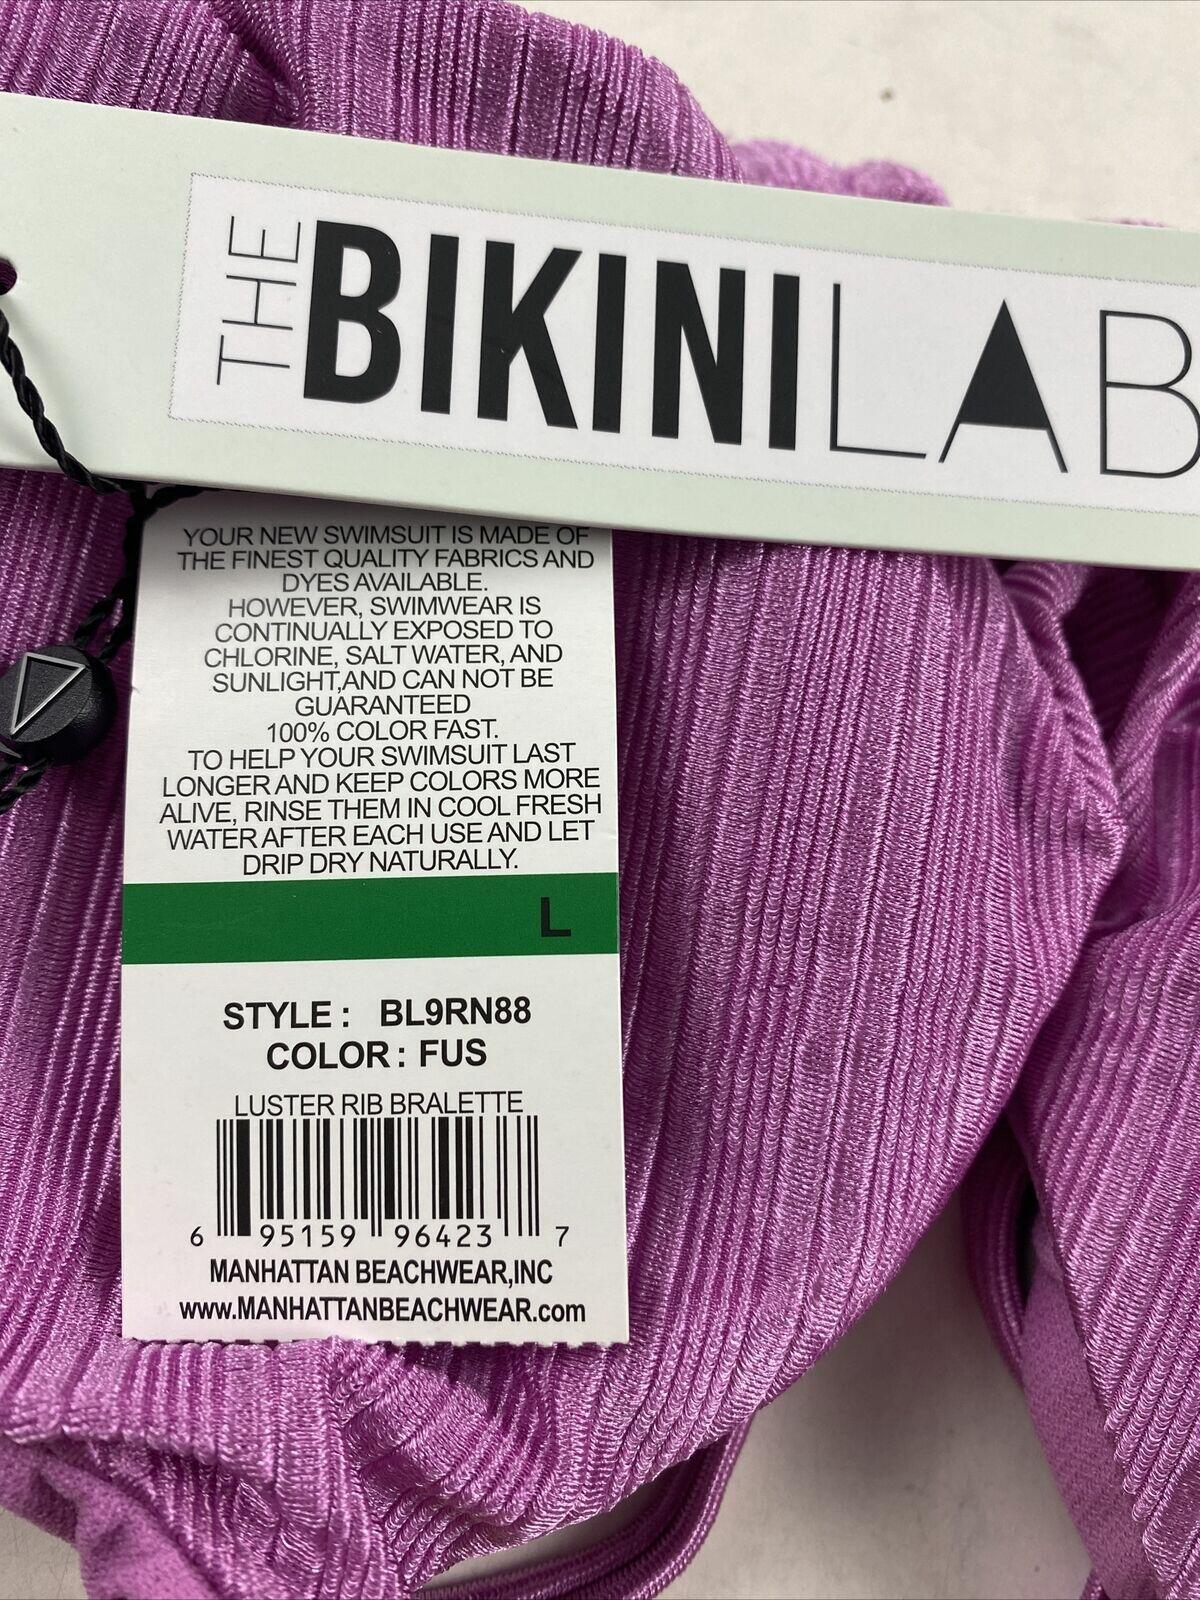 THE BIKINI LAB
YOUR NEW SWIMSUIT IS MADE OF
THE FINEST QUALITY FABRICS AND
DYES AVAILABLE.
HOWEVER, SWIMWEAR IS
CONTINUALLY EXPOSED TO
CHLORINE, SALT WATER, AND
SUNLIGHT,AND CAN NOT BE
GUARANTEED
100% COLOR FAST.
TO HELP YOUR SWIMSUIT LAST
LONGER AND KEEP COLORS MORE
ALIVE, RINSE THEM IN COOL FRESH
WATER AFTER EACH USE AND LET
DRIP DRY NATURALLY.
L
STYLE : BL9RN88
COLOR : FUS
LUSTER RIB BRALETTE
6 95159 96423 7
MANHATTAN BEACHWEAR,INC
www.MANHATTANBEACHWEAR.com